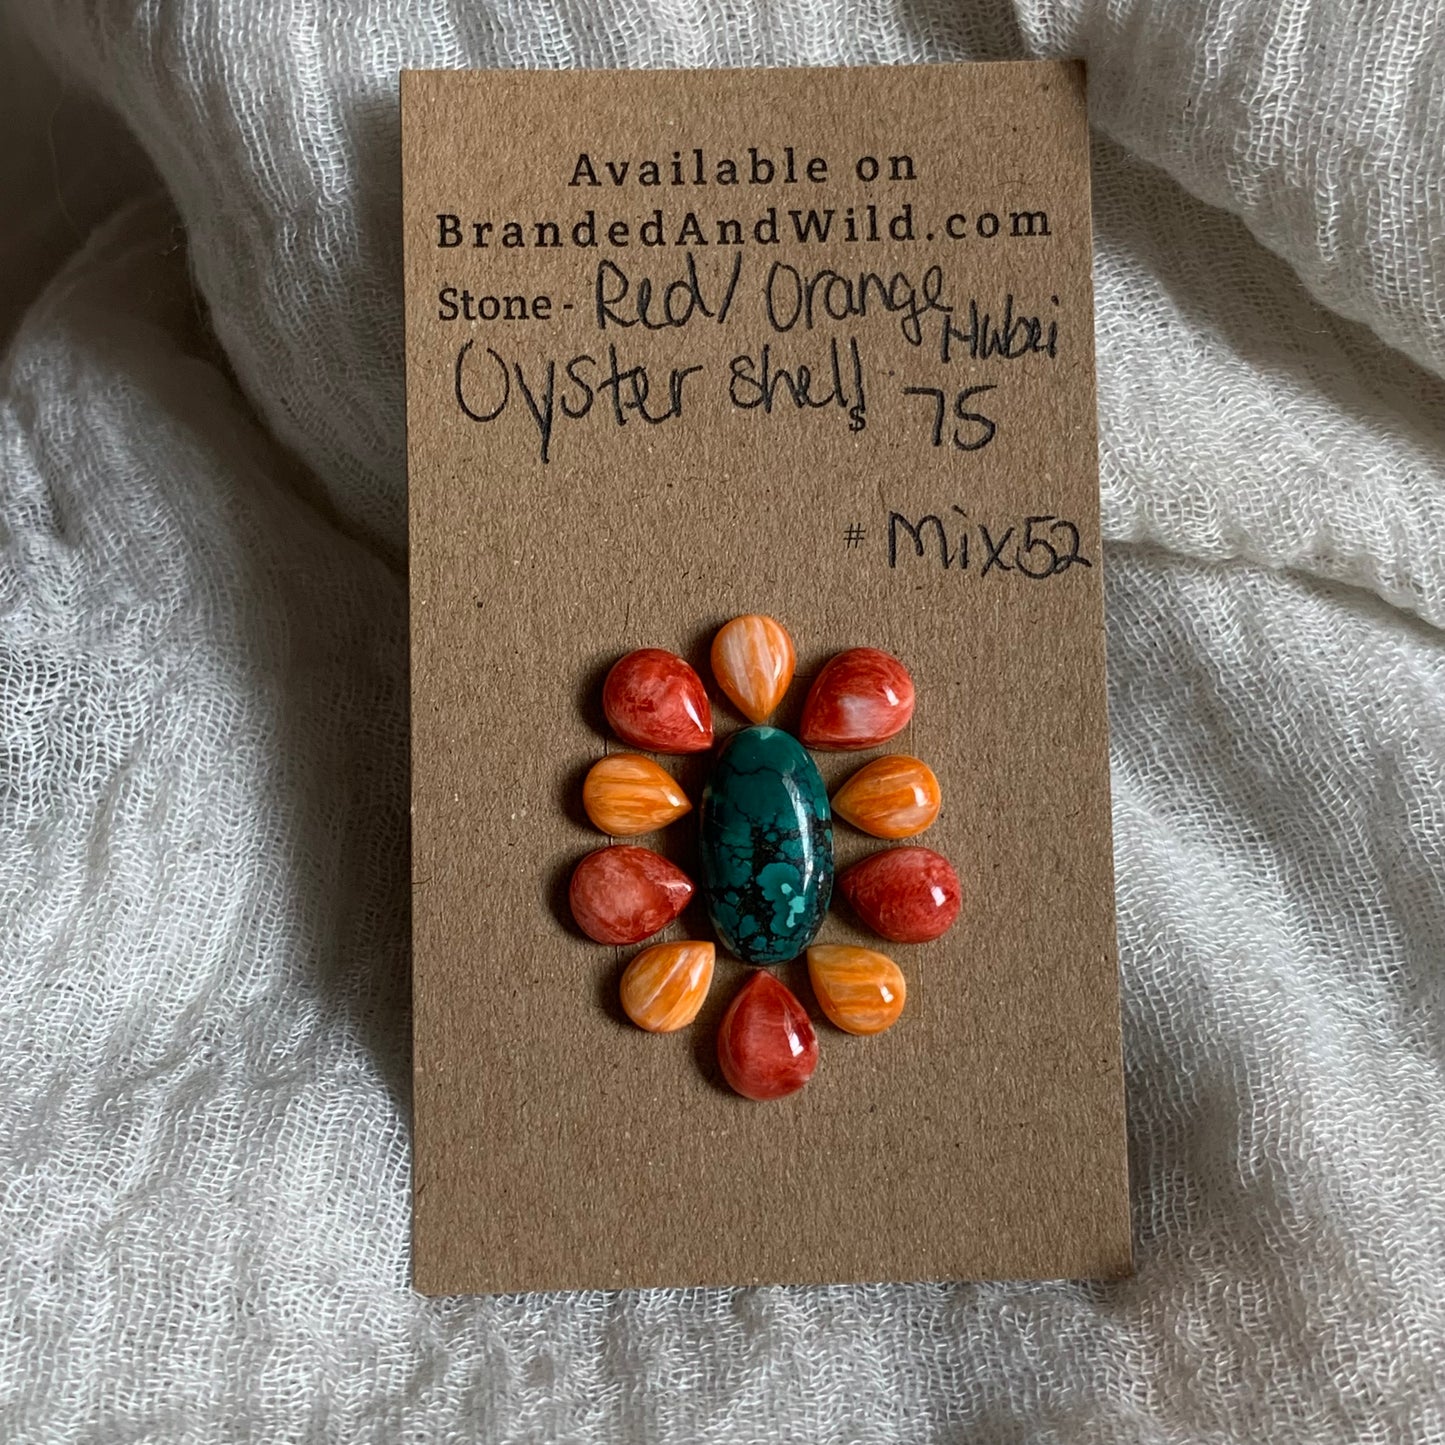 Available on
BrandedAndWild.com
Stone - Red/Orange Hubei
Oyster shell $ 75
# Mix52